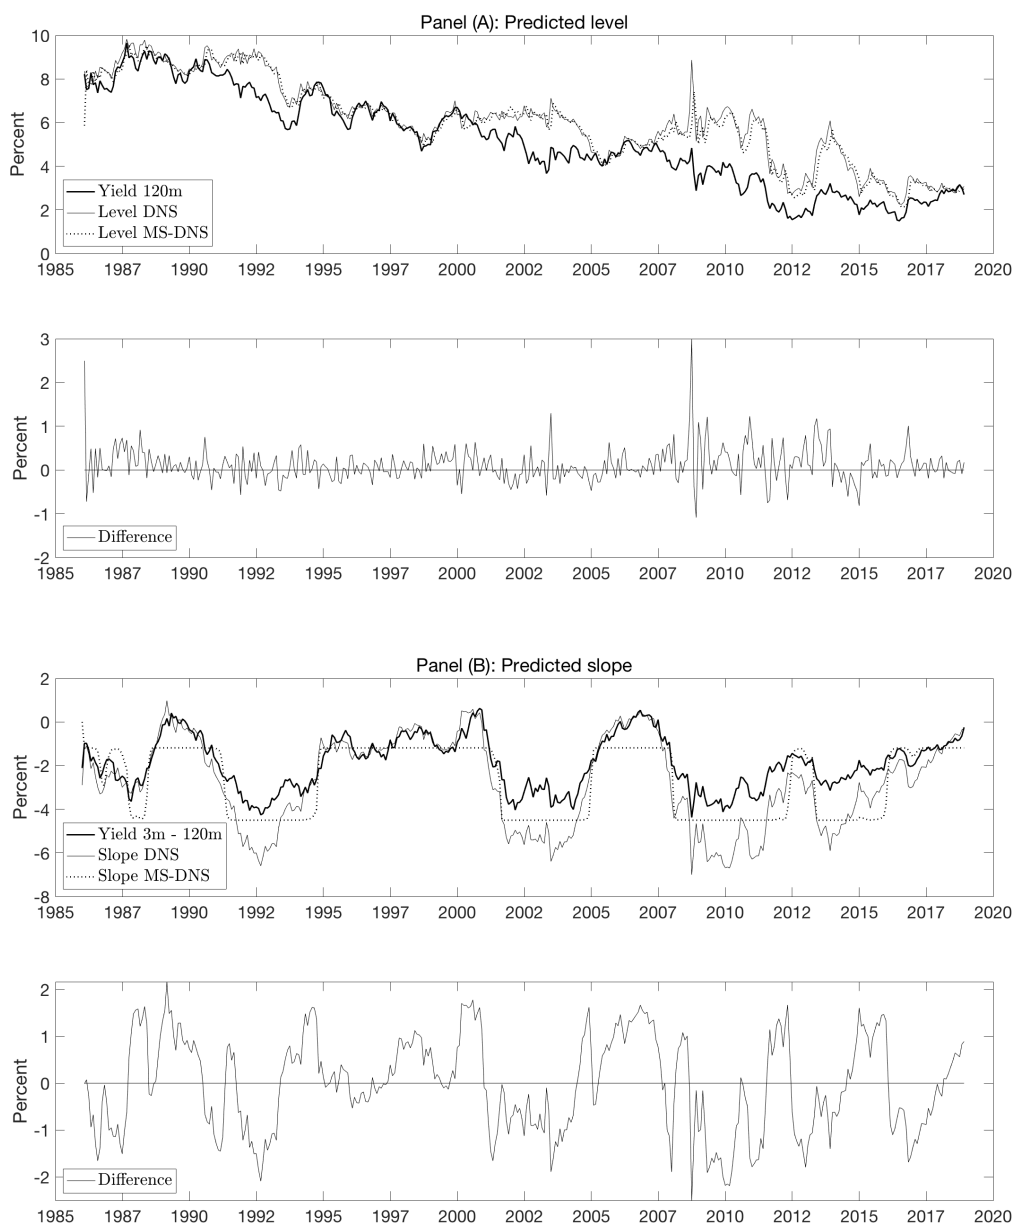 Panel (A): Predicted level
10
8
6
4
2
0
Percent
Yield 120m
Level DNS
Level MS-DNS
1985 1987 1990 1992 1995 1997 2000 2002 2005 2007 2010 2012 2015 2017 2020
3
2
1
0
-1
-2
Percent
Difference
1985 1987 1990 1992 1995 1997 2000 2002 2005 2007 2010 2012 2015 2017 2020
Panel (B): Predicted slope
2
0
-2
-4
-6
-8
Percent
Yield 3m - 120m
Slope DNS
Slope MS-DNS
1985 1987 1990 1992 1995 1997 2000 2002 2005 2007 2010 2012 2015 2017 2020
2
1
0
-1
-2
Percent
Difference
1985 1987 1990 1992 1995 1997 2000 2002 2005 2007 2010 2012 2015 2017 2020